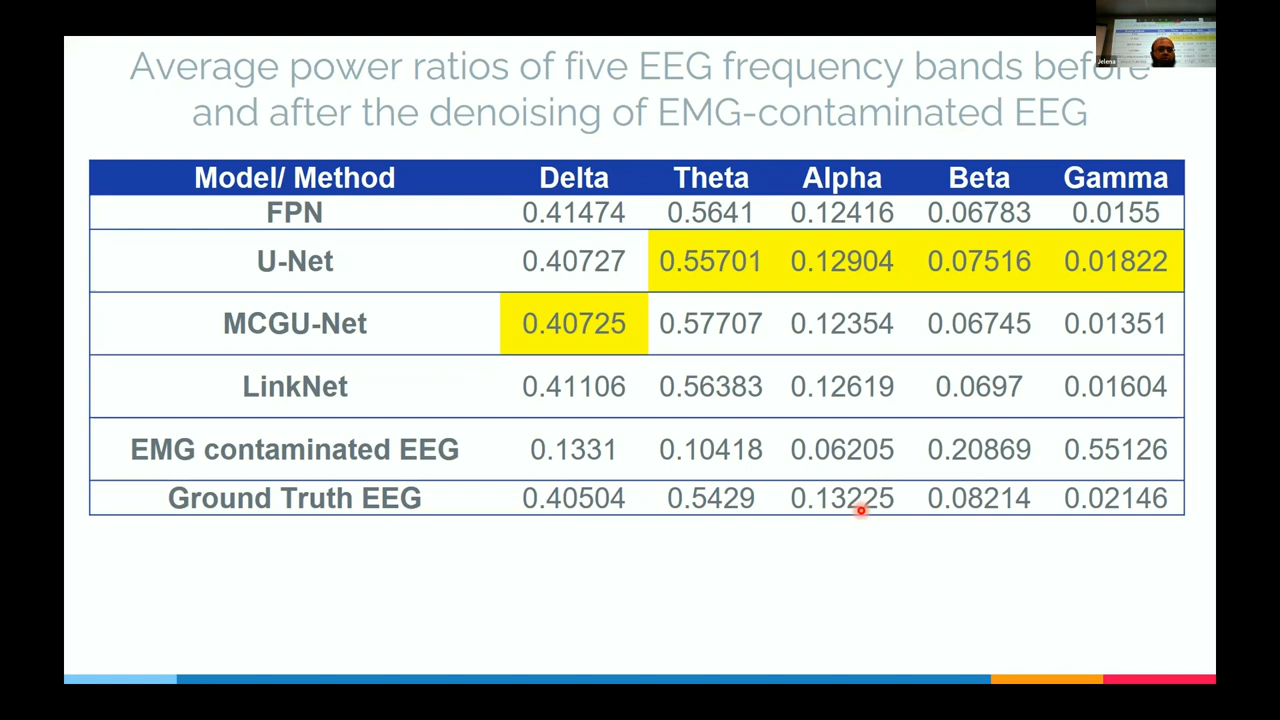 Average power ratios of five EEG frequency bands before
and after the denoising of EMG-contaminated EEG
Jelena
Model/ Method Delta Theta Alpha Beta Gamma
FPN 0.41474 0.5641 0.12416 0.06783 0.0155
U-Net 0.40727 0.55701 0.12904 0.07516 0.01822
MCGU-Net 0.40725 0.57707 0.12354 0.06745 0.01351
LinkNet 0.41106 0.56383 0.12619 0.0697 0.01604
EMG contaminated EEG 0.1331 0.10418 0.06205 0.20869 0.55126
Ground Truth EEG 0.40504 0.5429 0.13225 0.08214 0.02146